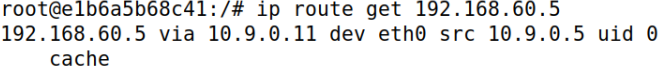 root@e1b6a5b68c41:/# ip route get 192.168.60.5
192.168.60.5 via 10.9.0.11 dev eth0 src 10.9.0.5 uid 0
    cache